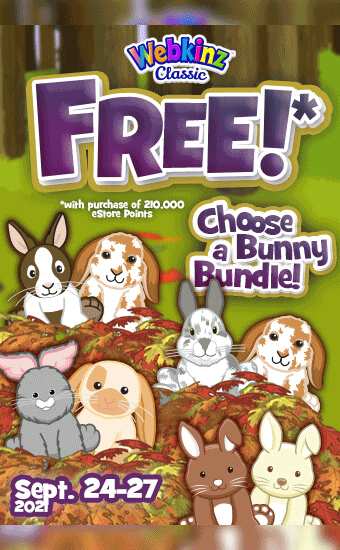 Webkinz
Classic
FREE!*
*with purchase of 210,000
eStore Points
Choose
a Bunny
Bundle!
Sept. 24-27
2021